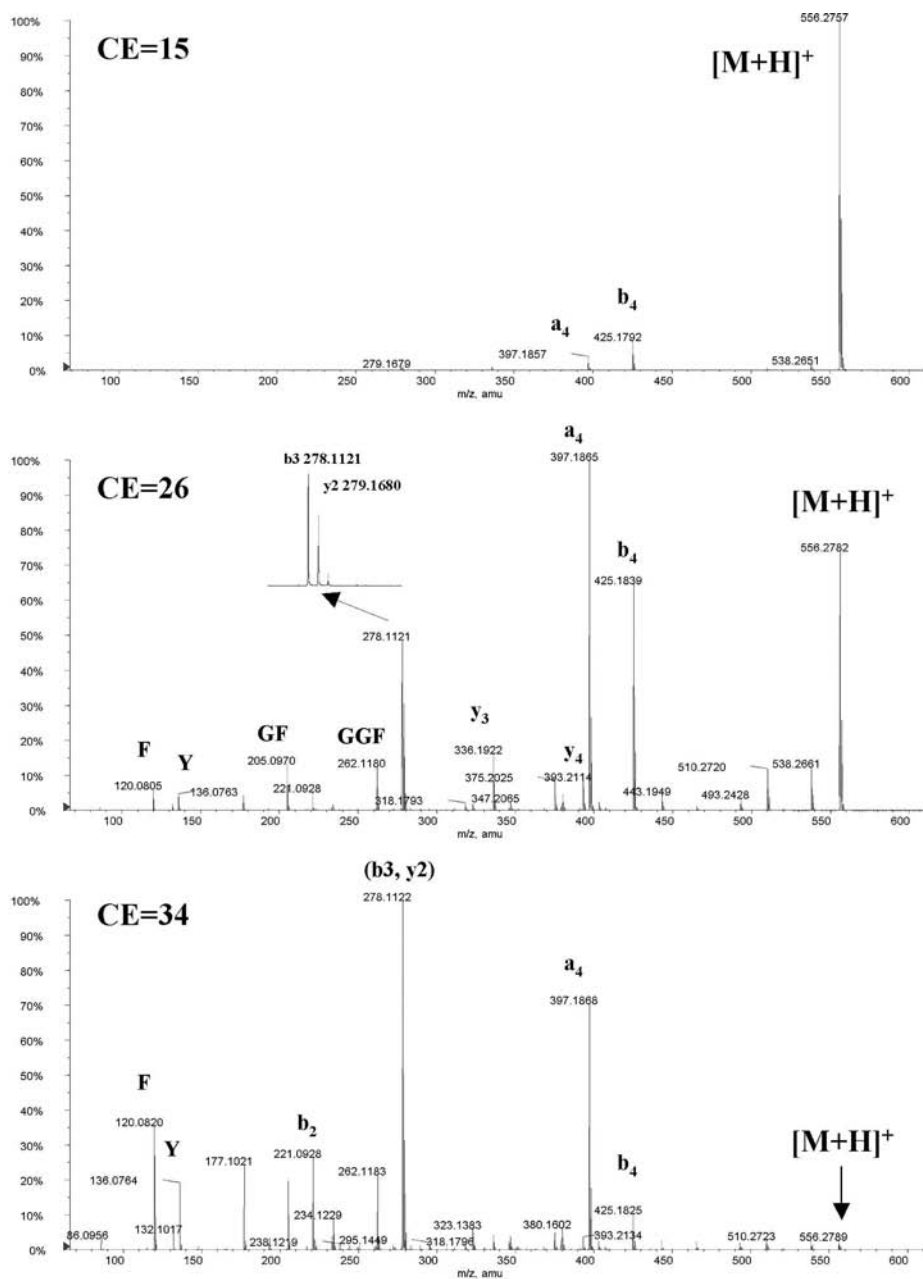 CE=15
[M+H]+
556.2757
100%
90%
80%
70%
60%
50%
40%
30%
20%
10%
0%
a4
b4
279.1679
397.1857
425.1792
538.2651
100 150 200 250 300 350 400 450 500 550 600
m/z, amu
CE=26
b3 278.1121
y2 279.1680
a4
397.1865
[M+H]+
556.2782
b4
425.1839
278.1121
100%
90%
80%
70%
60%
50%
40%
30%
20%
10%
0%
F
120.0805
Y
136.0763
GF
205.0970
221.0928
GGF
262.1180
318.1793
y3
336.1922
375.2025
347.2065
y4
393.2114
443.1949
510.2720
493.2428
538.2661
100 150 200 250 300 350 400 450 500 550 600
m/z, amu
(b3, y2)
278.1122
CE=34
a4
397.1868
100%
90%
80%
70%
60%
50%
40%
30%
20%
10%
0%
F
120.0820
Y
136.0764
177.1021
b2
221.0928
234.1229
262.1183
b4
425.1825
[M+H]+
86.0956
132.1017
238.1219
295.1449
323.1383
318.1796
380.1602
393.2134
510.2723
556.2789
100 150 200 250 300 350 400 450 500 550 600
m/z, amu